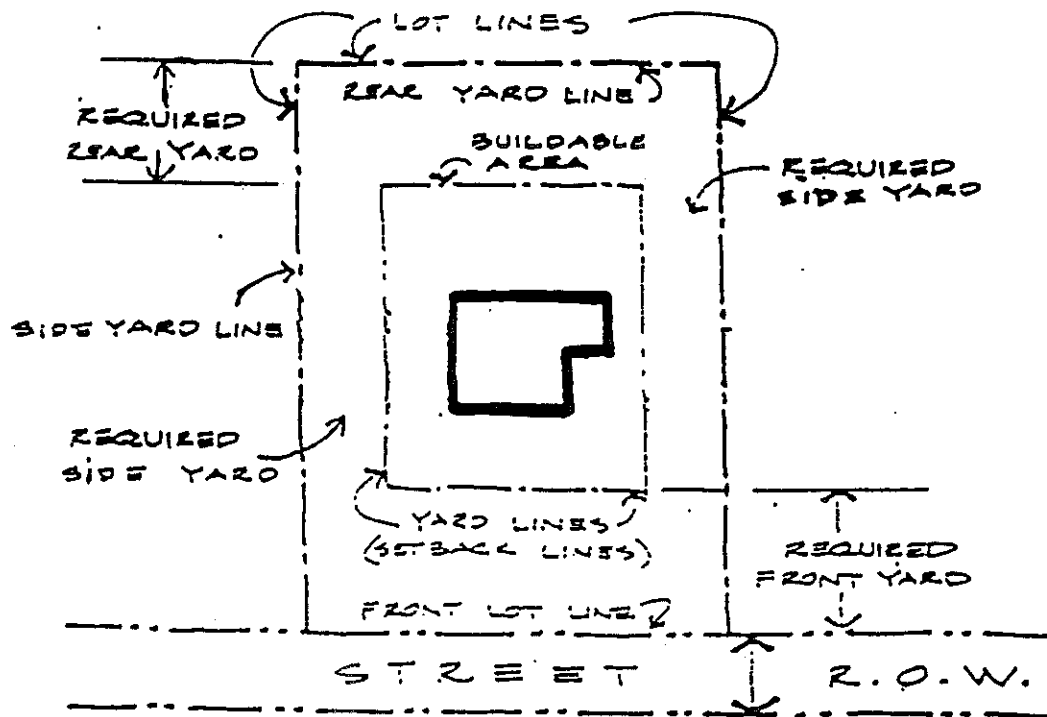 LOT LINES
REAR YARD LINE
REQUIRED
REAR YARD
BUILDABLE
AREA
REQUIRED
SIDE YARD
SIDE YARD LINE
REQUIRED
SIDE YARD
YARD LINES
(SETBACK LINES)
REQUIRED
FRONT YARD
FRONT LOT LINE
STREET R.O.W.